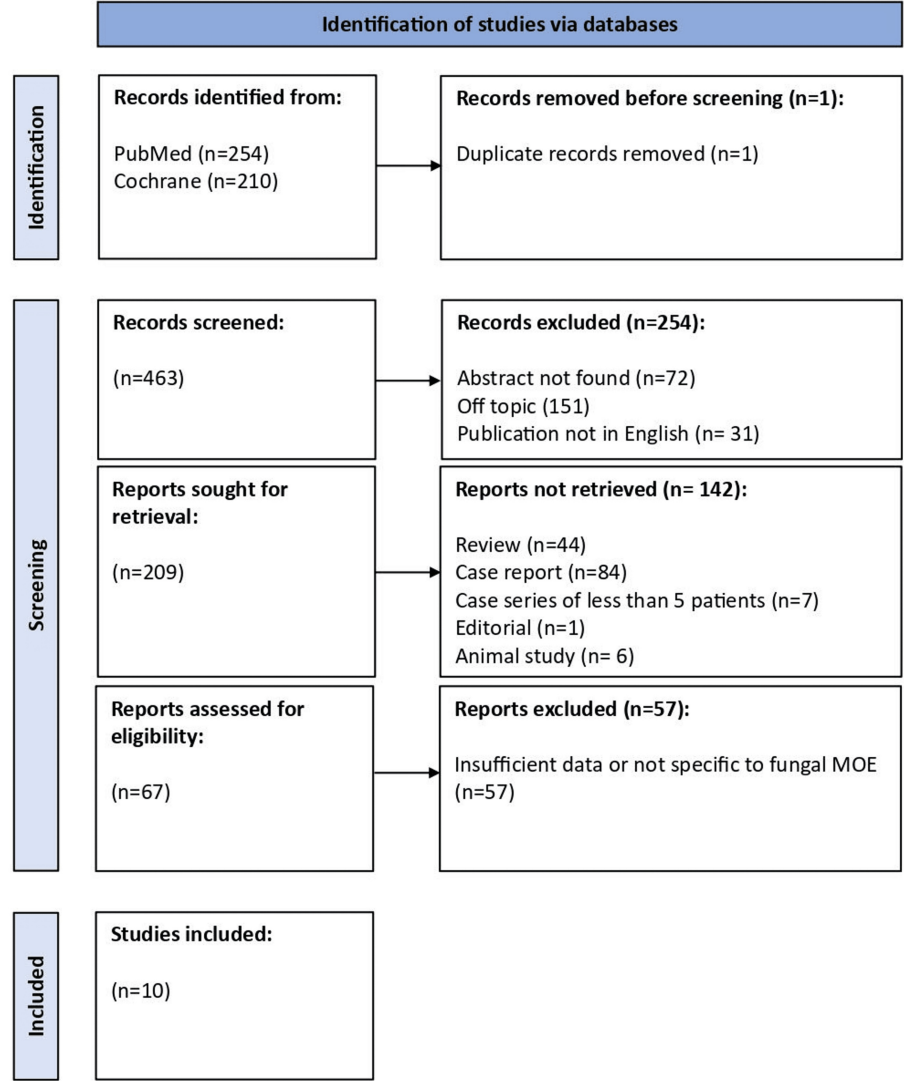 Identification of studies via databases
Identification
Records identified from:
PubMed (n=254)
Cochrane (n=210)
Records removed before screening (n=1):
Duplicate records removed (n=1)
Screening
Records screened:
(n=463)
Records excluded (n=254):
Abstract not found (n=72)
Off topic (151)
Publication not in English (n= 31)
Reports sought for
retrieval:
(n=209)
Reports not retrieved (n= 142):
Review (n=44)
Case report (n=84)
Case series of less than 5 patients (n=7)
Editorial (n=1)
Animal study (n= 6)
Reports assessed for
eligibility:
(n=67)
Reports excluded (n=57):
Insufficient data or not specific to fungal MOE
(n=57)
Included
Studies included:
(n=10)